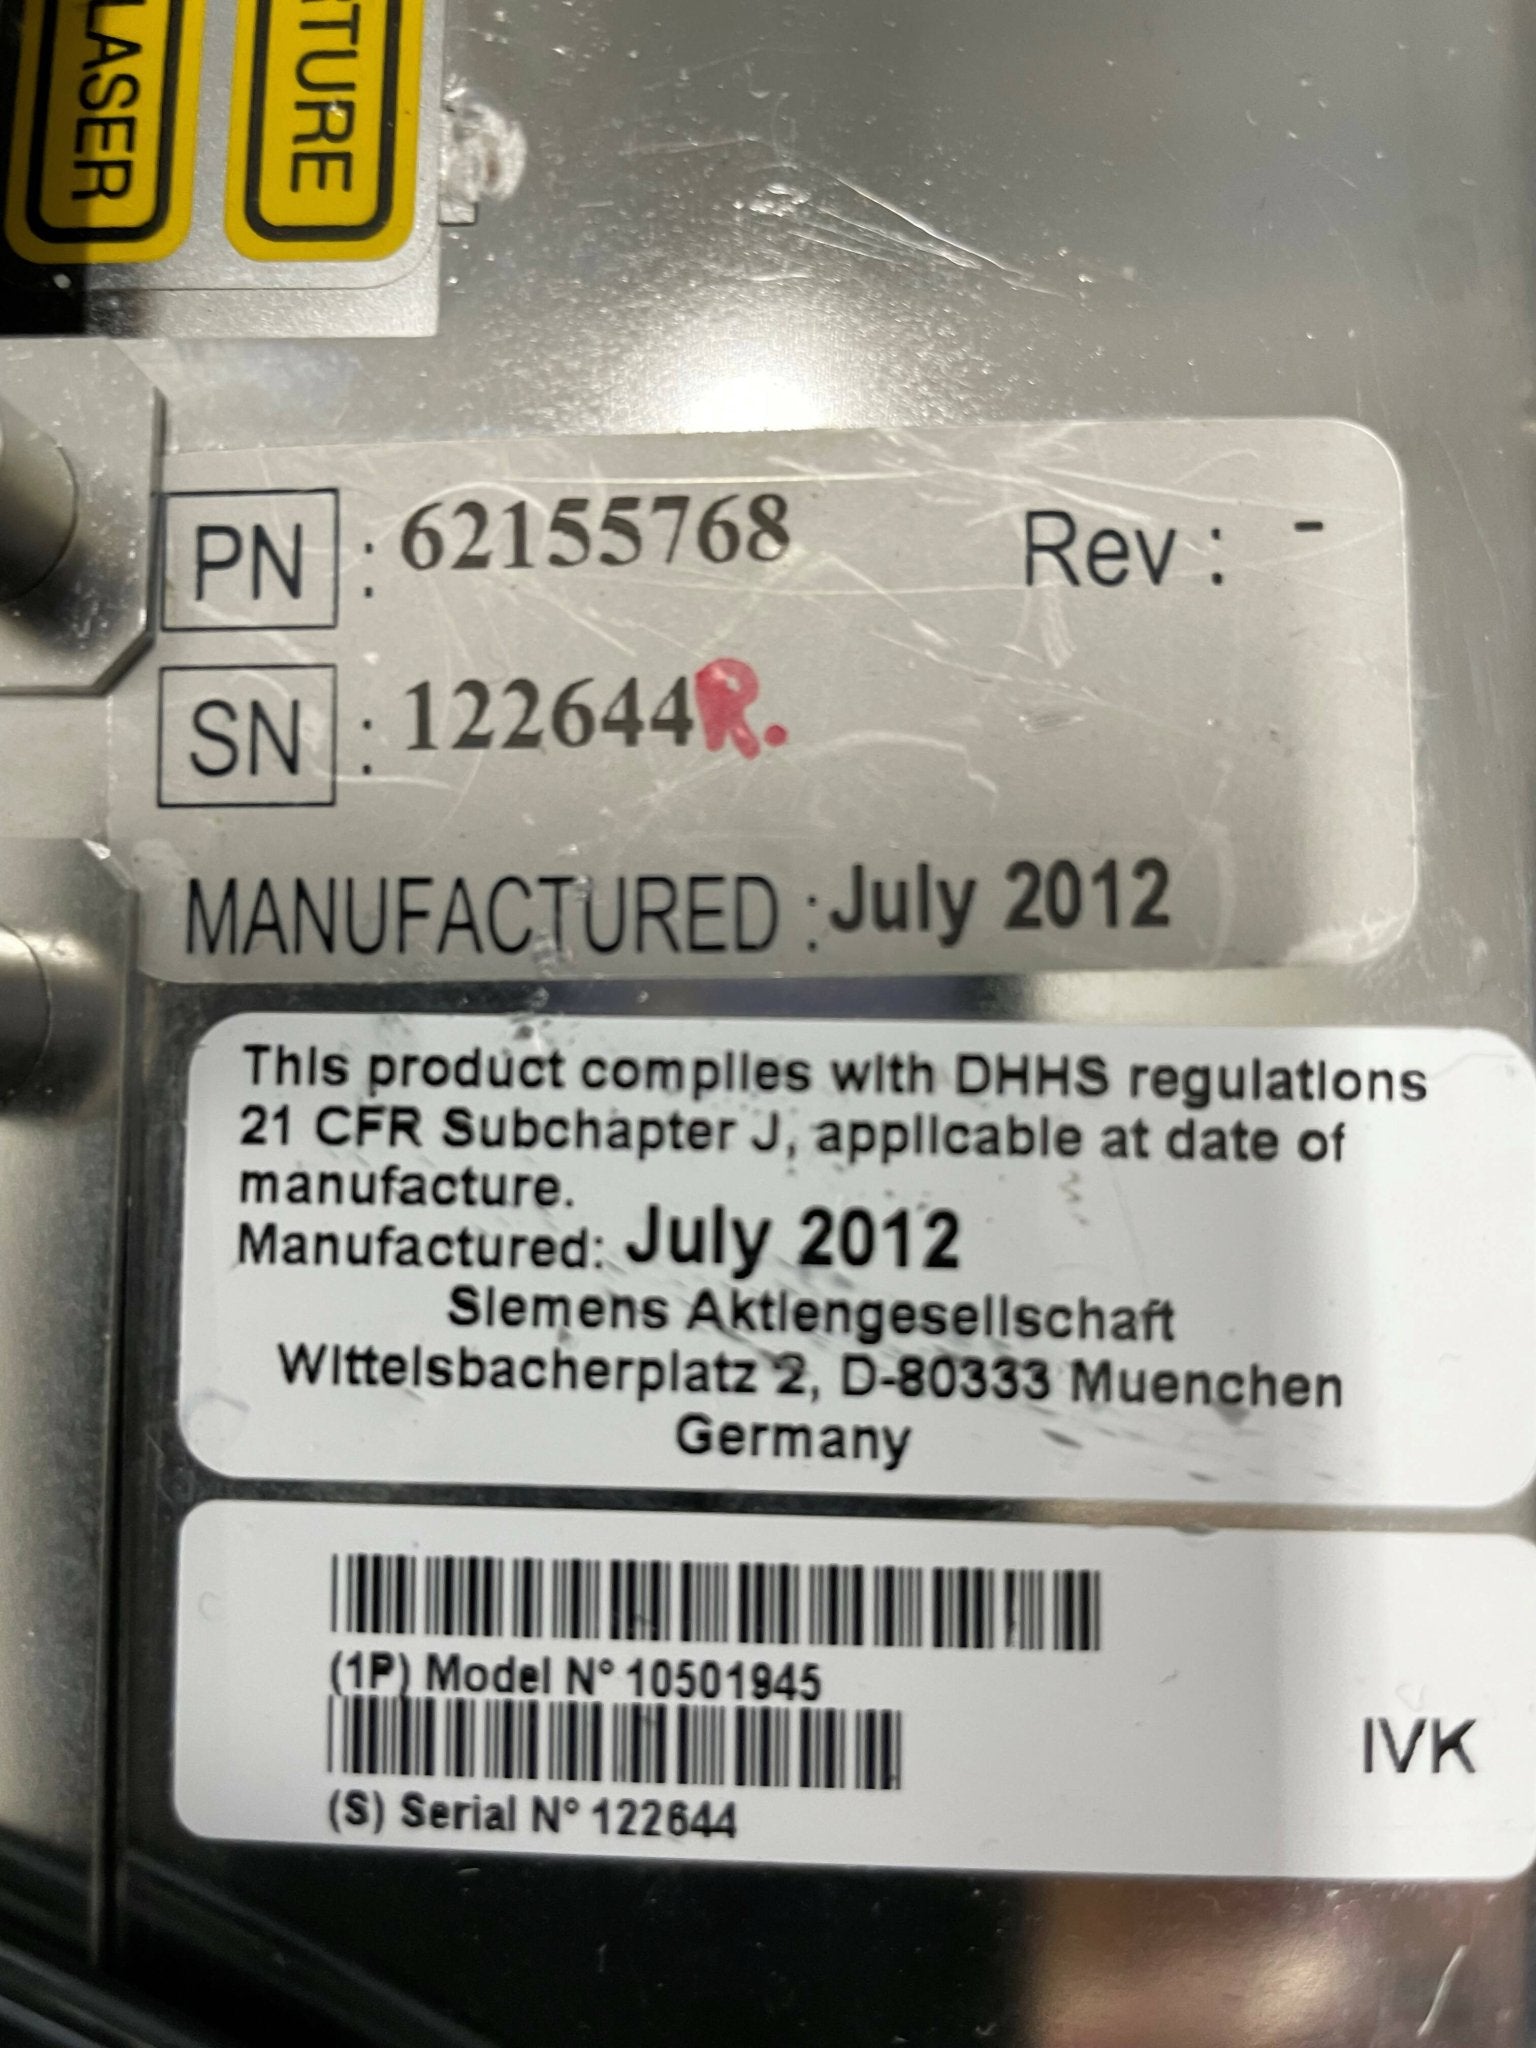 LASER
TURE
PN : 62155768 Rev : -
SN : 122644R.
MANUFACTURED : July 2012
This product complies with DHHS regulations
21 CFR Subchapter J, applicable at date of
manufacture.
Manufactured: July 2012
Siemens Aktiengesellschaft
Wittelsbacherplatz 2, D-80333 Muenchen
Germany
(1P) Model N° 10501945
IVK
(S) Serial N° 122644